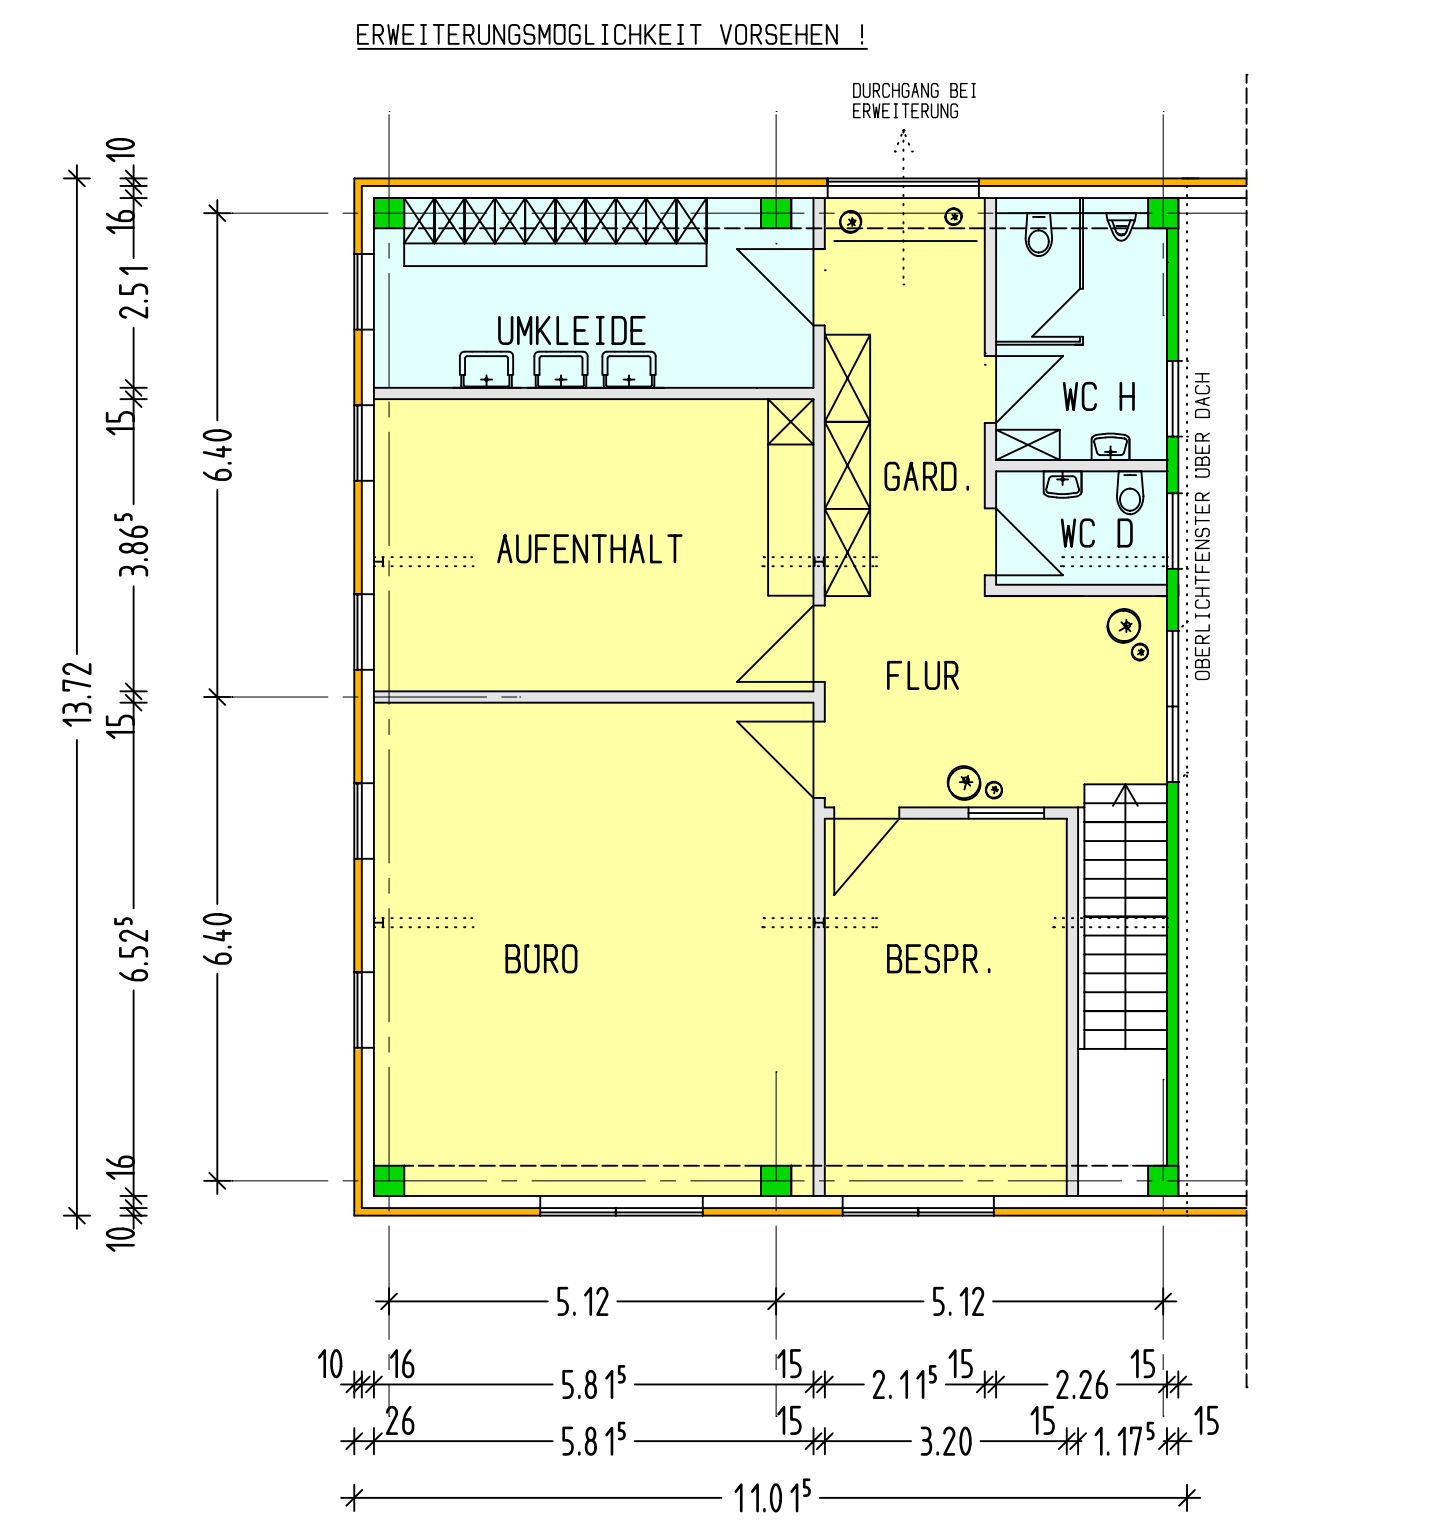 ERWEITERUNGSMÖGLICHKEIT VORSEHEN !
DURCHGANG BEI
ERWEITERUNG
10
16
2.51
15
3.86⁵
15
6.52⁵
16
10
13.72
6.40
6.40
UMKLEIDE
WC H
GARD.
WC D
AUFENTHALT
FLUR
BÜRO
BESPR.
OBERLICHTFENSTER ÜBER DACH
5.12
5.12
10
16
5.81⁵
15
2.11⁵
15
2.26
15
26
5.81⁵
15
3.20
15
1.17⁵
15
11.01⁵